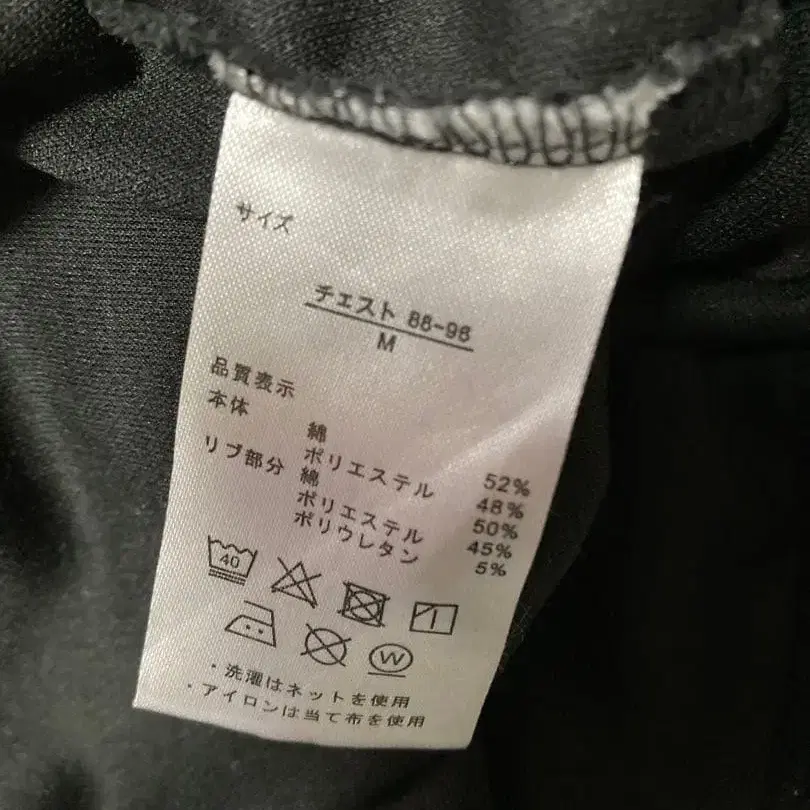 サイズ
チェスト 88-96
M
品質表示
本体 綿 52%
ポリエステル 48%
リブ部分 綿 50%
ポリエステル 45%
ポリウレタン 5%
40
W
・洗濯はネットを使用
・アイロンは当て布を使用